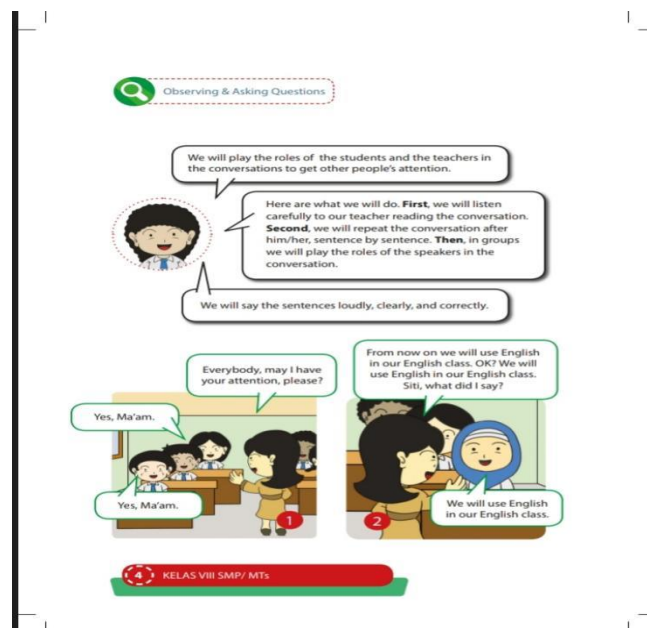 Observing & Asking Questions
We will play the roles of the students and the teachers in
the conversations to get other people's attention.
Here are what we will do. First, we will listen
carefully to our teacher reading the conversation.
Second, we will repeat the conversation after
him/her, sentence by sentence. Then, in groups
we will play the roles of the speakers in the
conversation.
We will say the sentences loudly, clearly, and correctly.
Everybody, may I have
your attention, please?
Yes, Ma'am.
Yes, Ma'am.
1
From now on we will use English
in our English class. OK? We will
use English in our English class.
Siti, what did I say?
We will use English
in our English class.
2
4 KELAS VIII SMP/ MTs